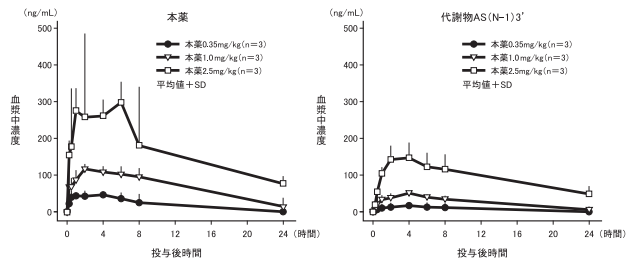 (ng/mL)
本薬
500
400
300
200
100
0
血漿中濃度
本薬0.35mg/kg(n=3)
本薬1.0mg/kg(n=3)
本薬2.5mg/kg(n=3)
平均値+SD
0 4 8 12 16 20 24 (時間)
投与後時間
(ng/mL)
代謝物AS(N-1)3'
500
400
300
200
100
0
血漿中濃度
本薬0.35mg/kg(n=3)
本薬1.0mg/kg(n=3)
本薬2.5mg/kg(n=3)
平均値+SD
0 4 8 12 16 20 24 (時間)
投与後時間